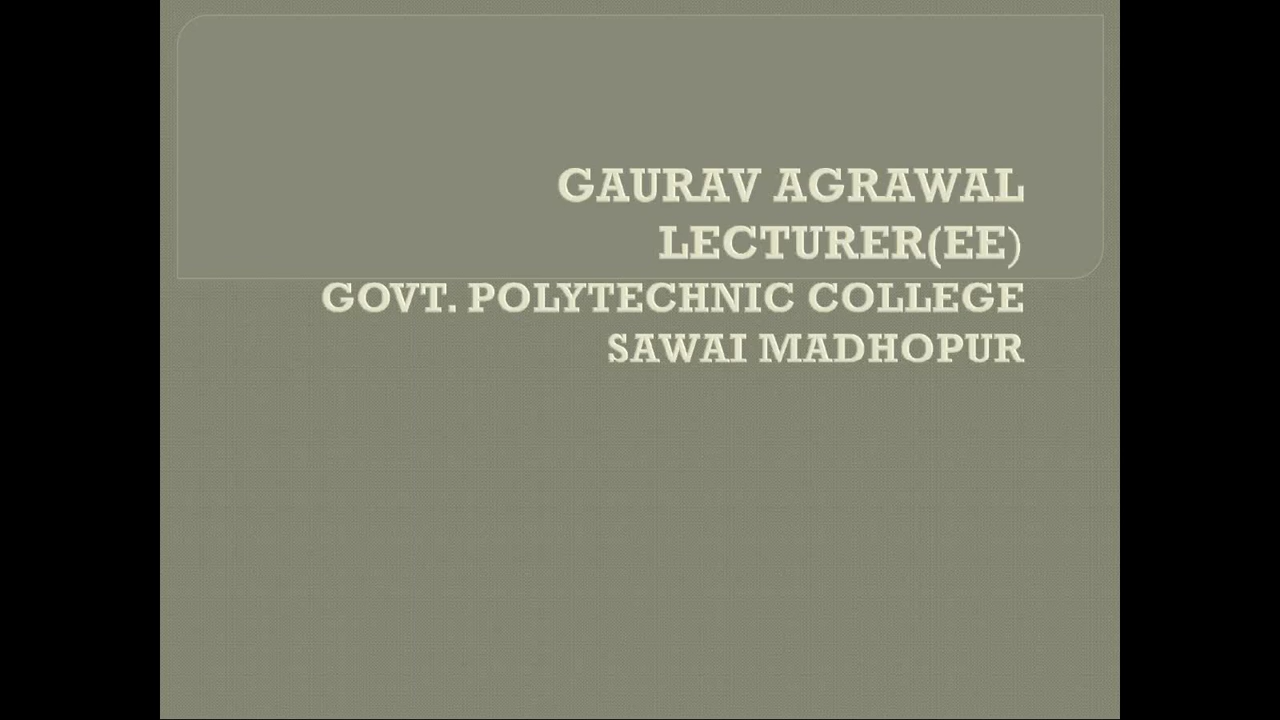 GAURAV AGRAWAL
LECTURER(EE)
GOVT. POLYTECHNIC COLLEGE
SAWAI MADHOPUR